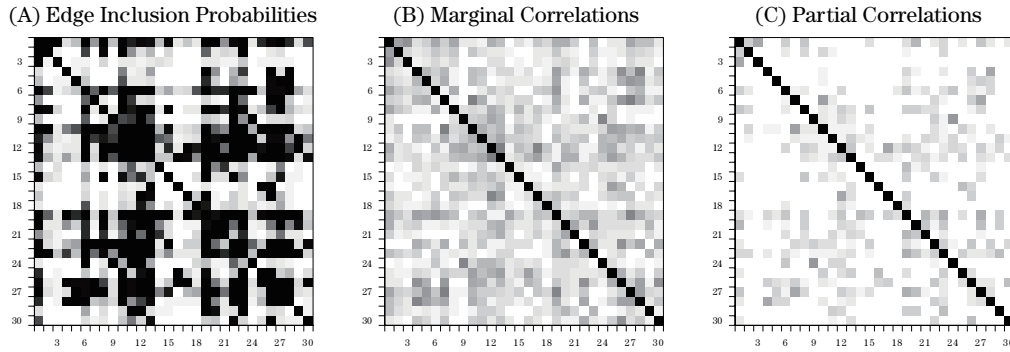 (A) Edge Inclusion Probabilities (B) Marginal Correlations (C) Partial Correlations
3 3 3
6 6 6
9 9 9
12 12 12
15 15 15
18 18 18
21 21 21
24 24 24
27 27 27
30 30 30
3 6 9 12 15 18 21 24 27 30 3 6 9 12 15 18 21 24 27 30 3 6 9 12 15 18 21 24 27 30